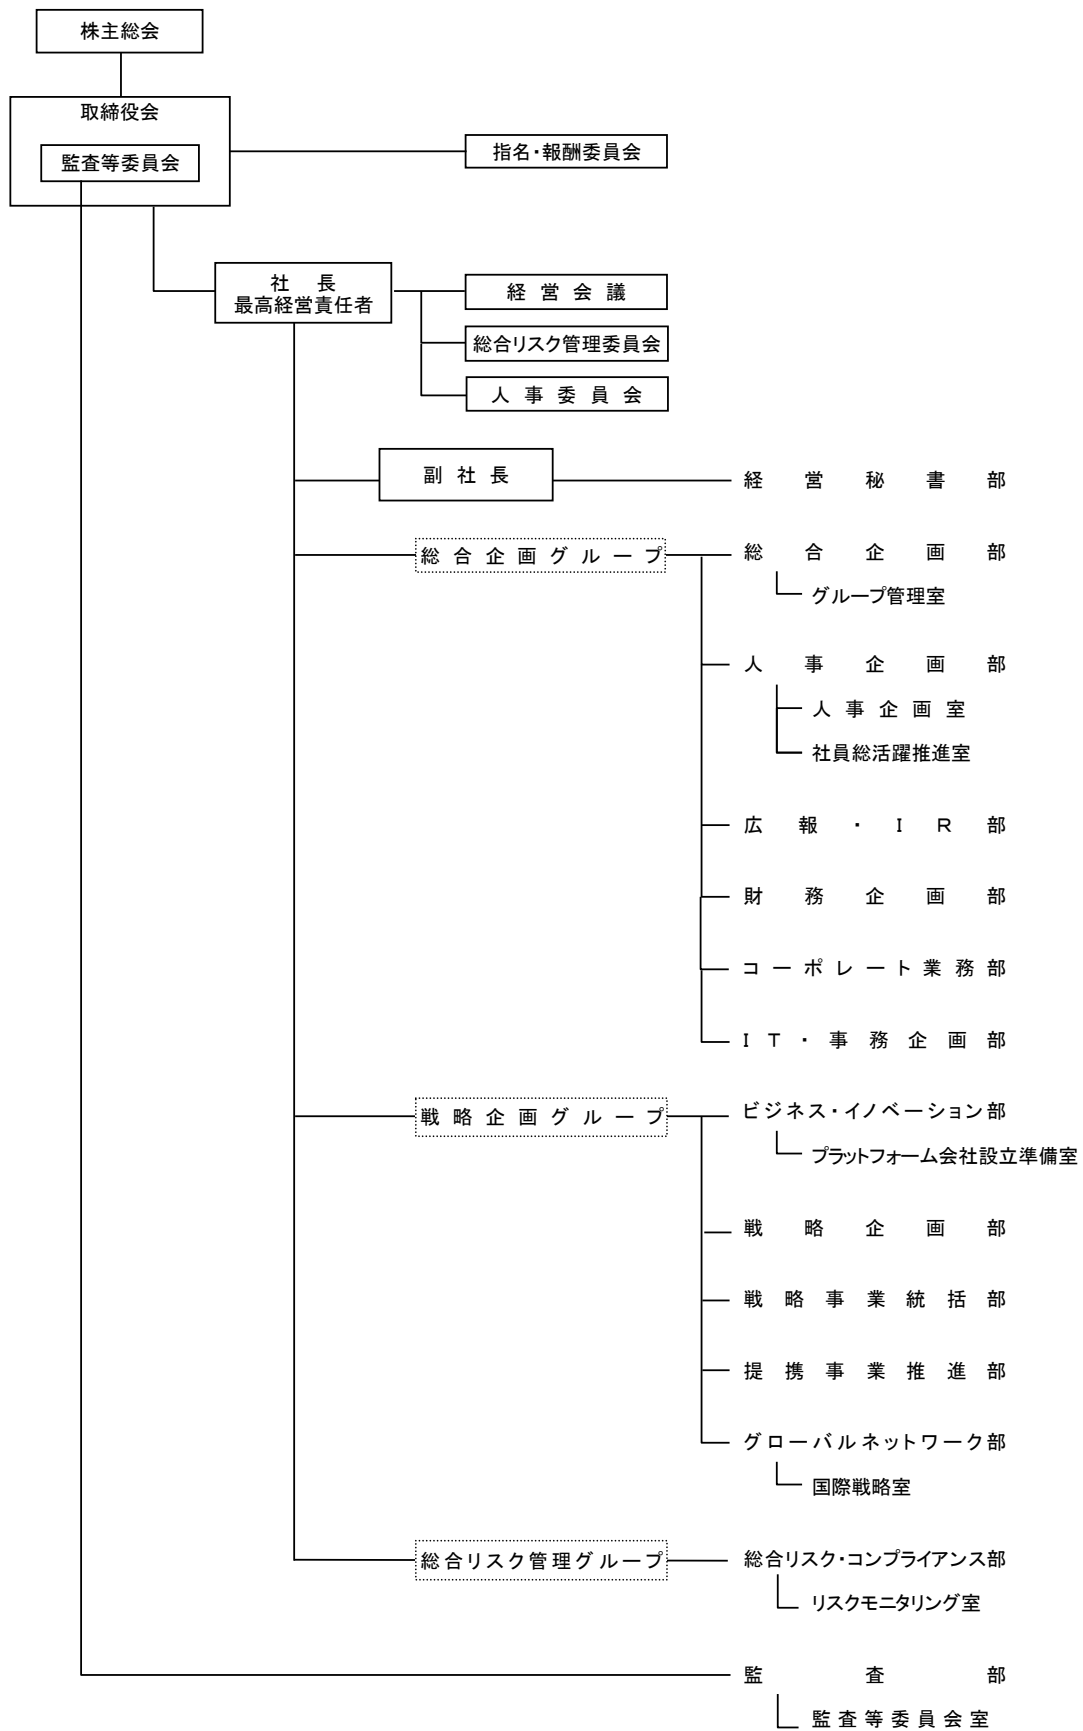 株主総会
取締役会
監査等委員会
指名・報酬委員会
社長
最高経営責任者
経営会議
総合リスク管理委員会
人事委員会
副社長
経営秘書部
総合企画グループ
総合企画部
グループ管理室
人事企画部
人事企画室
社員総活躍推進室
広報・ＩＲ部
財務企画部
コーポレート業務部
ＩＴ・事務企画部
戦略企画グループ
ビジネス・イノベーション部
プラットフォーム会社設立準備室
戦略企画部
戦略事業統括部
提携事業推進部
グローバルネットワーク部
国際戦略室
総合リスク管理グループ
総合リスク・コンプライアンス部
リスクモニタリング室
監査部
監査等委員会室